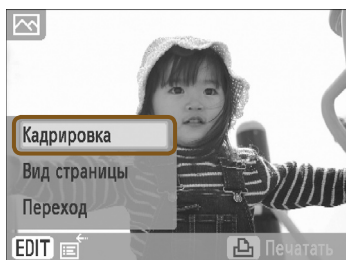 Кадрировка
Вид страницы
Переход
EDIT
Печатать